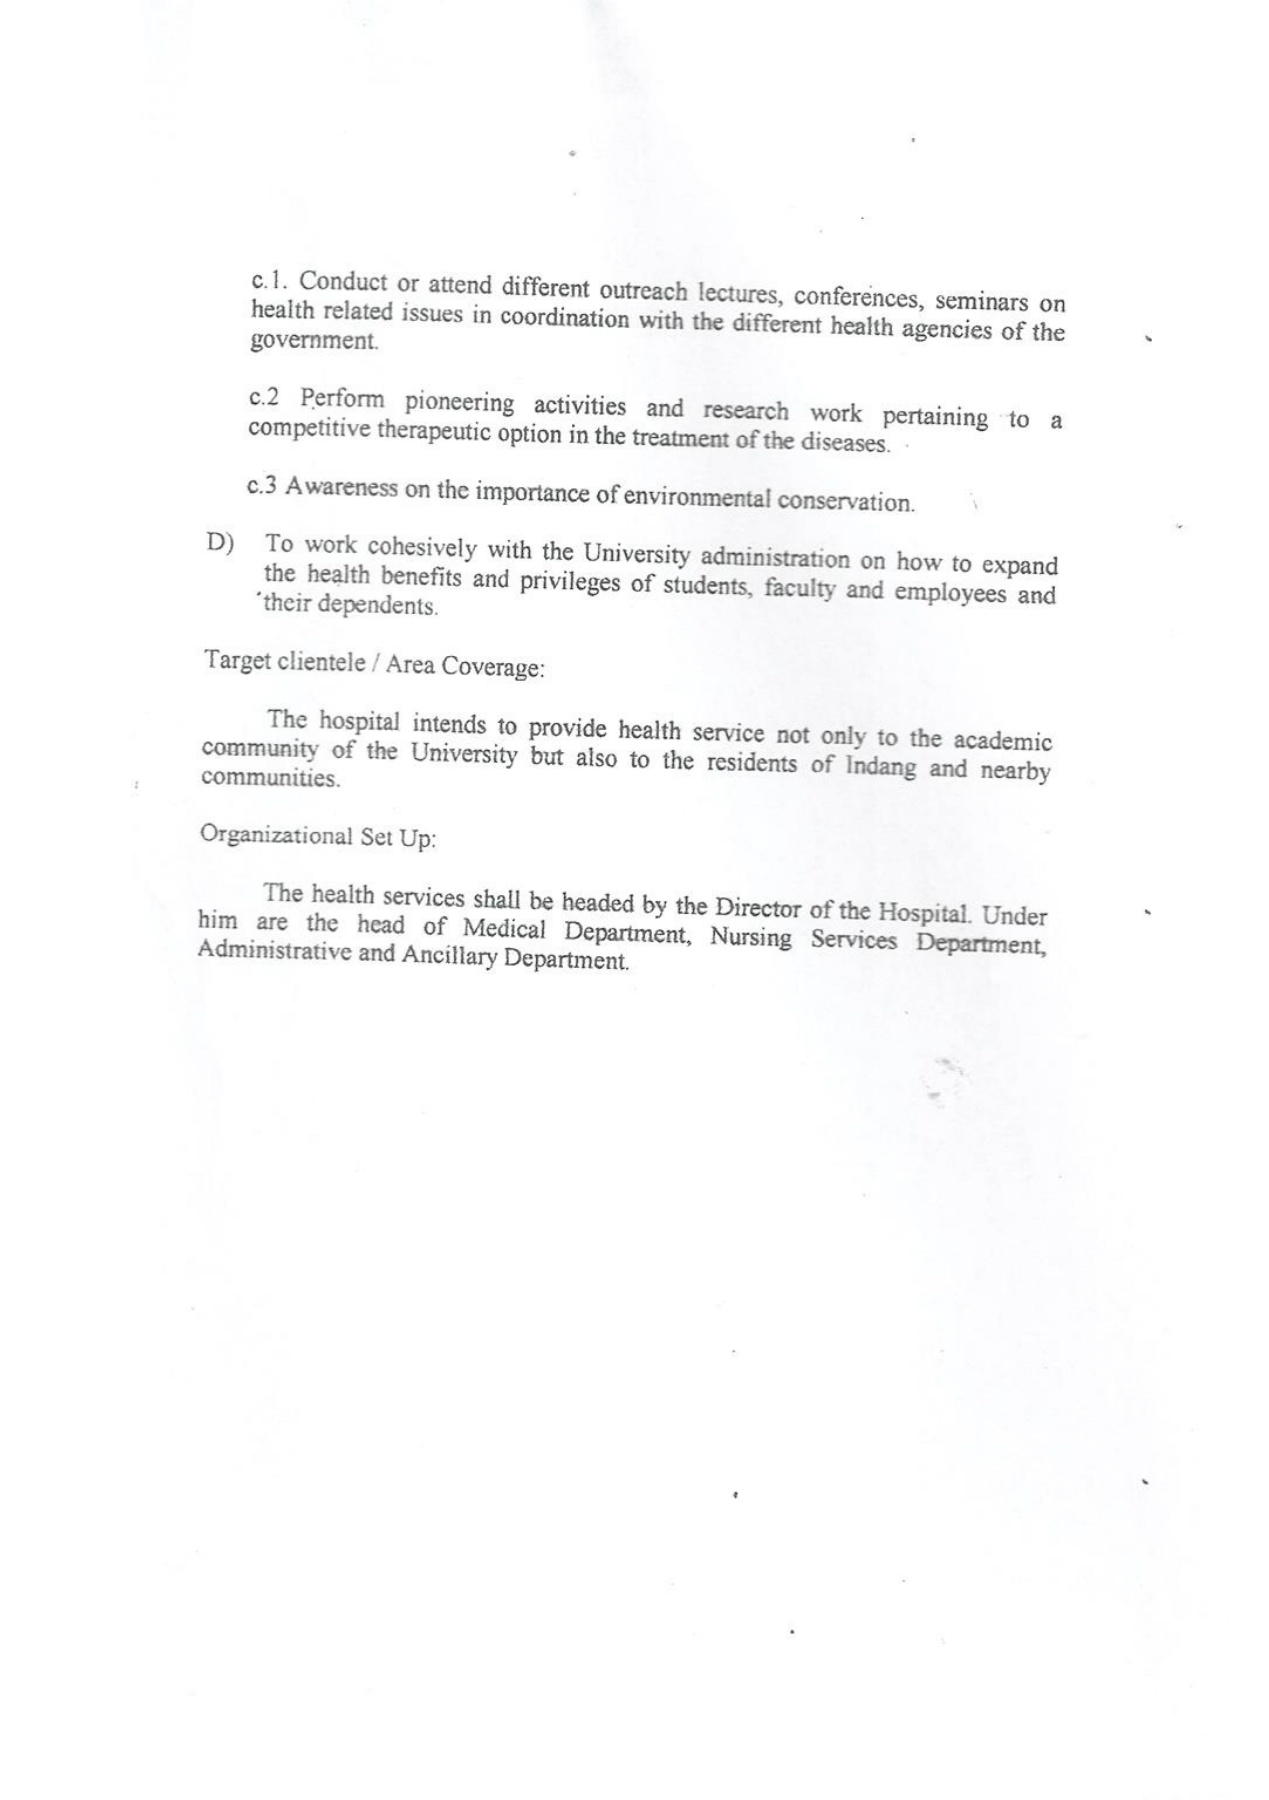 c.1. Conduct or attend different outreach lectures, conferences, seminars on
health related issues in coordination with the different health agencies of the
government.
c.2 Perform pioneering activities and research work pertaining to a
competitive therapeutic option in the treatment of the diseases.
c.3 Awareness on the importance of environmental conservation.
D) To work cohesively with the University administration on how to expand
the health benefits and privileges of students, faculty and employees and
their dependents.
Target clientele / Area Coverage:
The hospital intends to provide health service not only to the academic
community of the University but also to the residents of Indang and nearby
communities.
Organizational Set Up:
The health services shall be headed by the Director of the Hospital. Under
him are the head of Medical Department, Nursing Services Department,
Administrative and Ancillary Department.